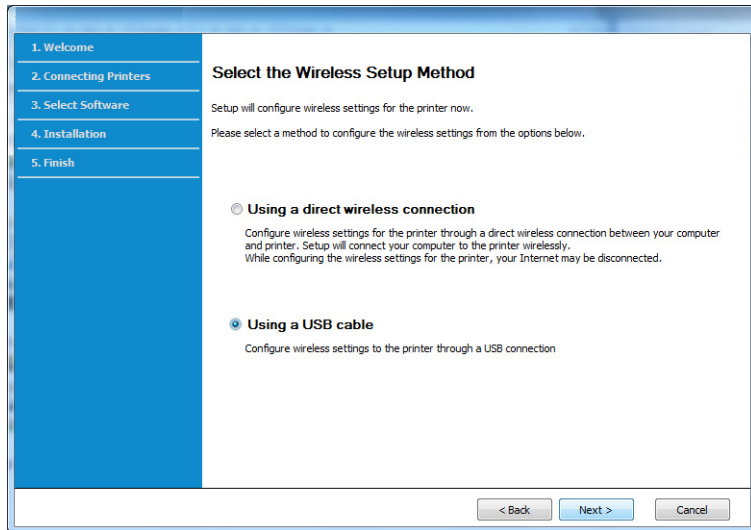 1. Welcome
2. Connecting Printers
3. Select Software
4. Installation
5. Finish
Select the Wireless Setup Method
Setup will configure wireless settings for the printer now.
Please select a method to configure the wireless settings from the options below.
Using a direct wireless connection
Configure wireless settings for the printer through a direct wireless connection between your computer
and printer. Setup will connect your computer to the printer wirelessly.
While configuring the wireless settings for the printer, your Internet may be disconnected.
Using a USB cable
Configure wireless settings to the printer through a USB connection
< Back
Next >
Cancel